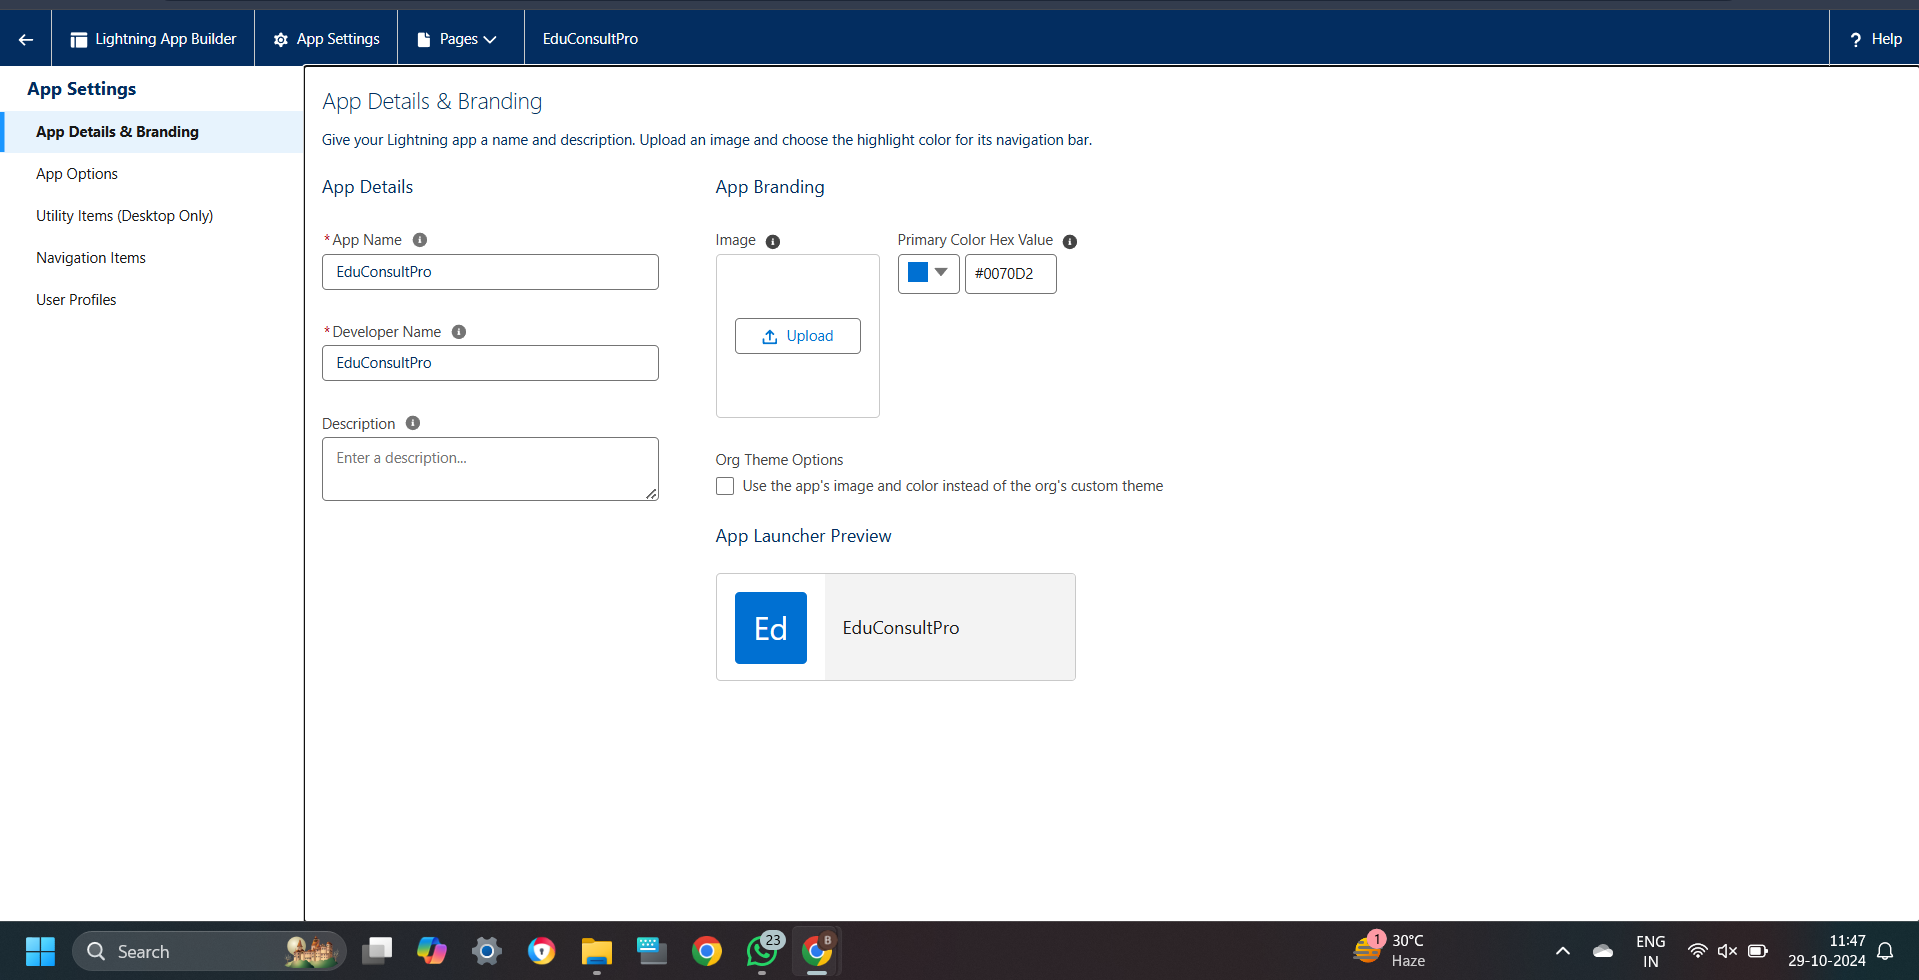 Lightning App Builder
App Settings
Pages
EduConsultPro
? Help
App Settings
App Details & Branding
App Options
Utility Items (Desktop Only)
Navigation Items
User Profiles
App Details & Branding
Give your Lightning app a name and description. Upload an image and choose the highlight color for its navigation bar.
App Details
*App Name
EduConsultPro
*Developer Name
EduConsultPro
Description
Enter a description...
App Branding
Image
Upload
Primary Color Hex Value
#0070D2
Org Theme Options
Use the app's image and color instead of the org's custom theme
App Launcher Preview
Ed
EduConsultPro
Search
23
B
1
30°C
Haze
ENG
IN
11:47
29-10-2024